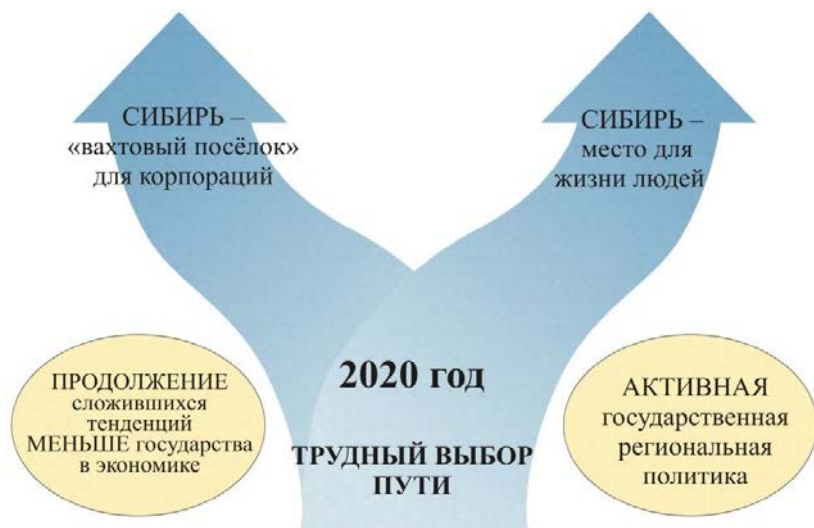 СИБИРЬ –
«вахтовый посёлок»
для корпораций
СИБИРЬ –
место для
жизни людей
ПРОДОЛЖЕНИЕ
сложившихся
тенденций
МЕНЬШЕ государства
в экономике
2020 год
ТРУДНЫЙ ВЫБОР
ПУТИ
АКТИВНАЯ
государственная
региональная
политика